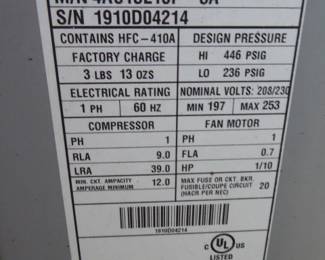 S/N 1910D04214
CONTAINS HFC-410A DESIGN PRESSURE
FACTORY CHARGE HI 446 PSIG
3 LBS 13 OZS LO 236 PSIG
ELECTRICAL RATING NOMINAL VOLTS: 208/230
1 PH 60 HZ MIN 197 MAX 253
COMPRESSOR FAN MOTOR
PH 1 PH 1
RLA 9.0 FLA 0.7
LRA 39.0 HP 1/10
MIN. CKT. AMPACITY 12.0 MAX FUSE OR CKT. BKR.
AMPERAGE MINIMUM FUSIBLE/COUPE CIRCUIT 20
(HACR PER NEC)
1910D04214
C UL US
LISTED